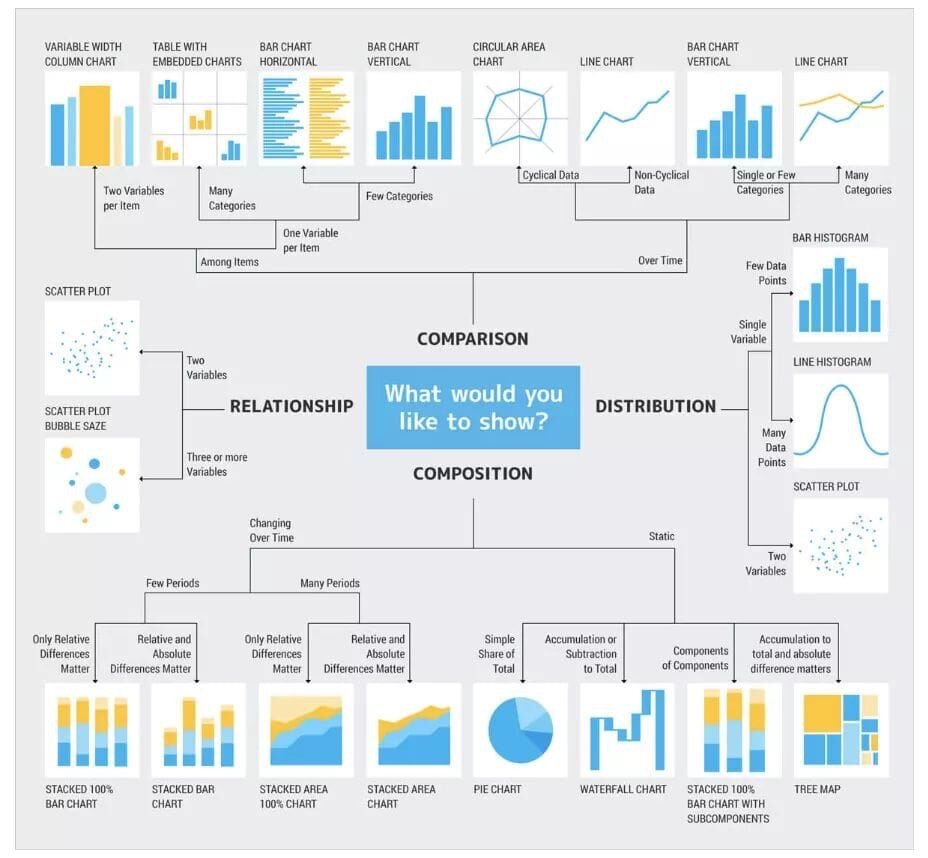 VARIABLE WIDTH
COLUMN CHART
TABLE WITH
EMBEDDED CHARTS
BAR CHART
HORIZONTAL
BAR CHART
VERTICAL
CIRCULAR AREA
CHART
LINE CHART
BAR CHART
VERTICAL
LINE CHART
Two Variables
per Item
Many
Categories
Few Categories
Cyclical Data
Non-Cyclical
Data
Single or Few
Categories
Many
Categories
One Variable
per Item
Among Items
Over Time
BAR HISTOGRAM
Few Data
Points
SCATTER PLOT
Single
Variable
COMPARISON
Two
Variables
LINE HISTOGRAM
RELATIONSHIP
What would you
like to show?
DISTRIBUTION
SCATTER PLOT
BUBBLE SAZE
Many
Data
Points
Three or more
Variables
COMPOSITION
SCATTER PLOT
Changing
Over Time
Static
Two
Variables
Few Periods
Many Periods
Only Relative
Differences
Matter
Relative and
Absolute
Differences Matter
Only Relative
Differences
Matter
Relative and
Absolute
Differences Matter
Simple
Share of
Total
Accumulation or
Subtraction
to Total
Components
of Components
Accumulation to
total and absolute
difference matters
STACKED 100%
BAR CHART
STACKED BAR
CHART
STACKED AREA
100% CHART
STACKED AREA
CHART
PIE CHART
WATERFALL CHART
STACKED 100%
BAR CHART WITH
SUBCOMPONENTS
TREE MAP